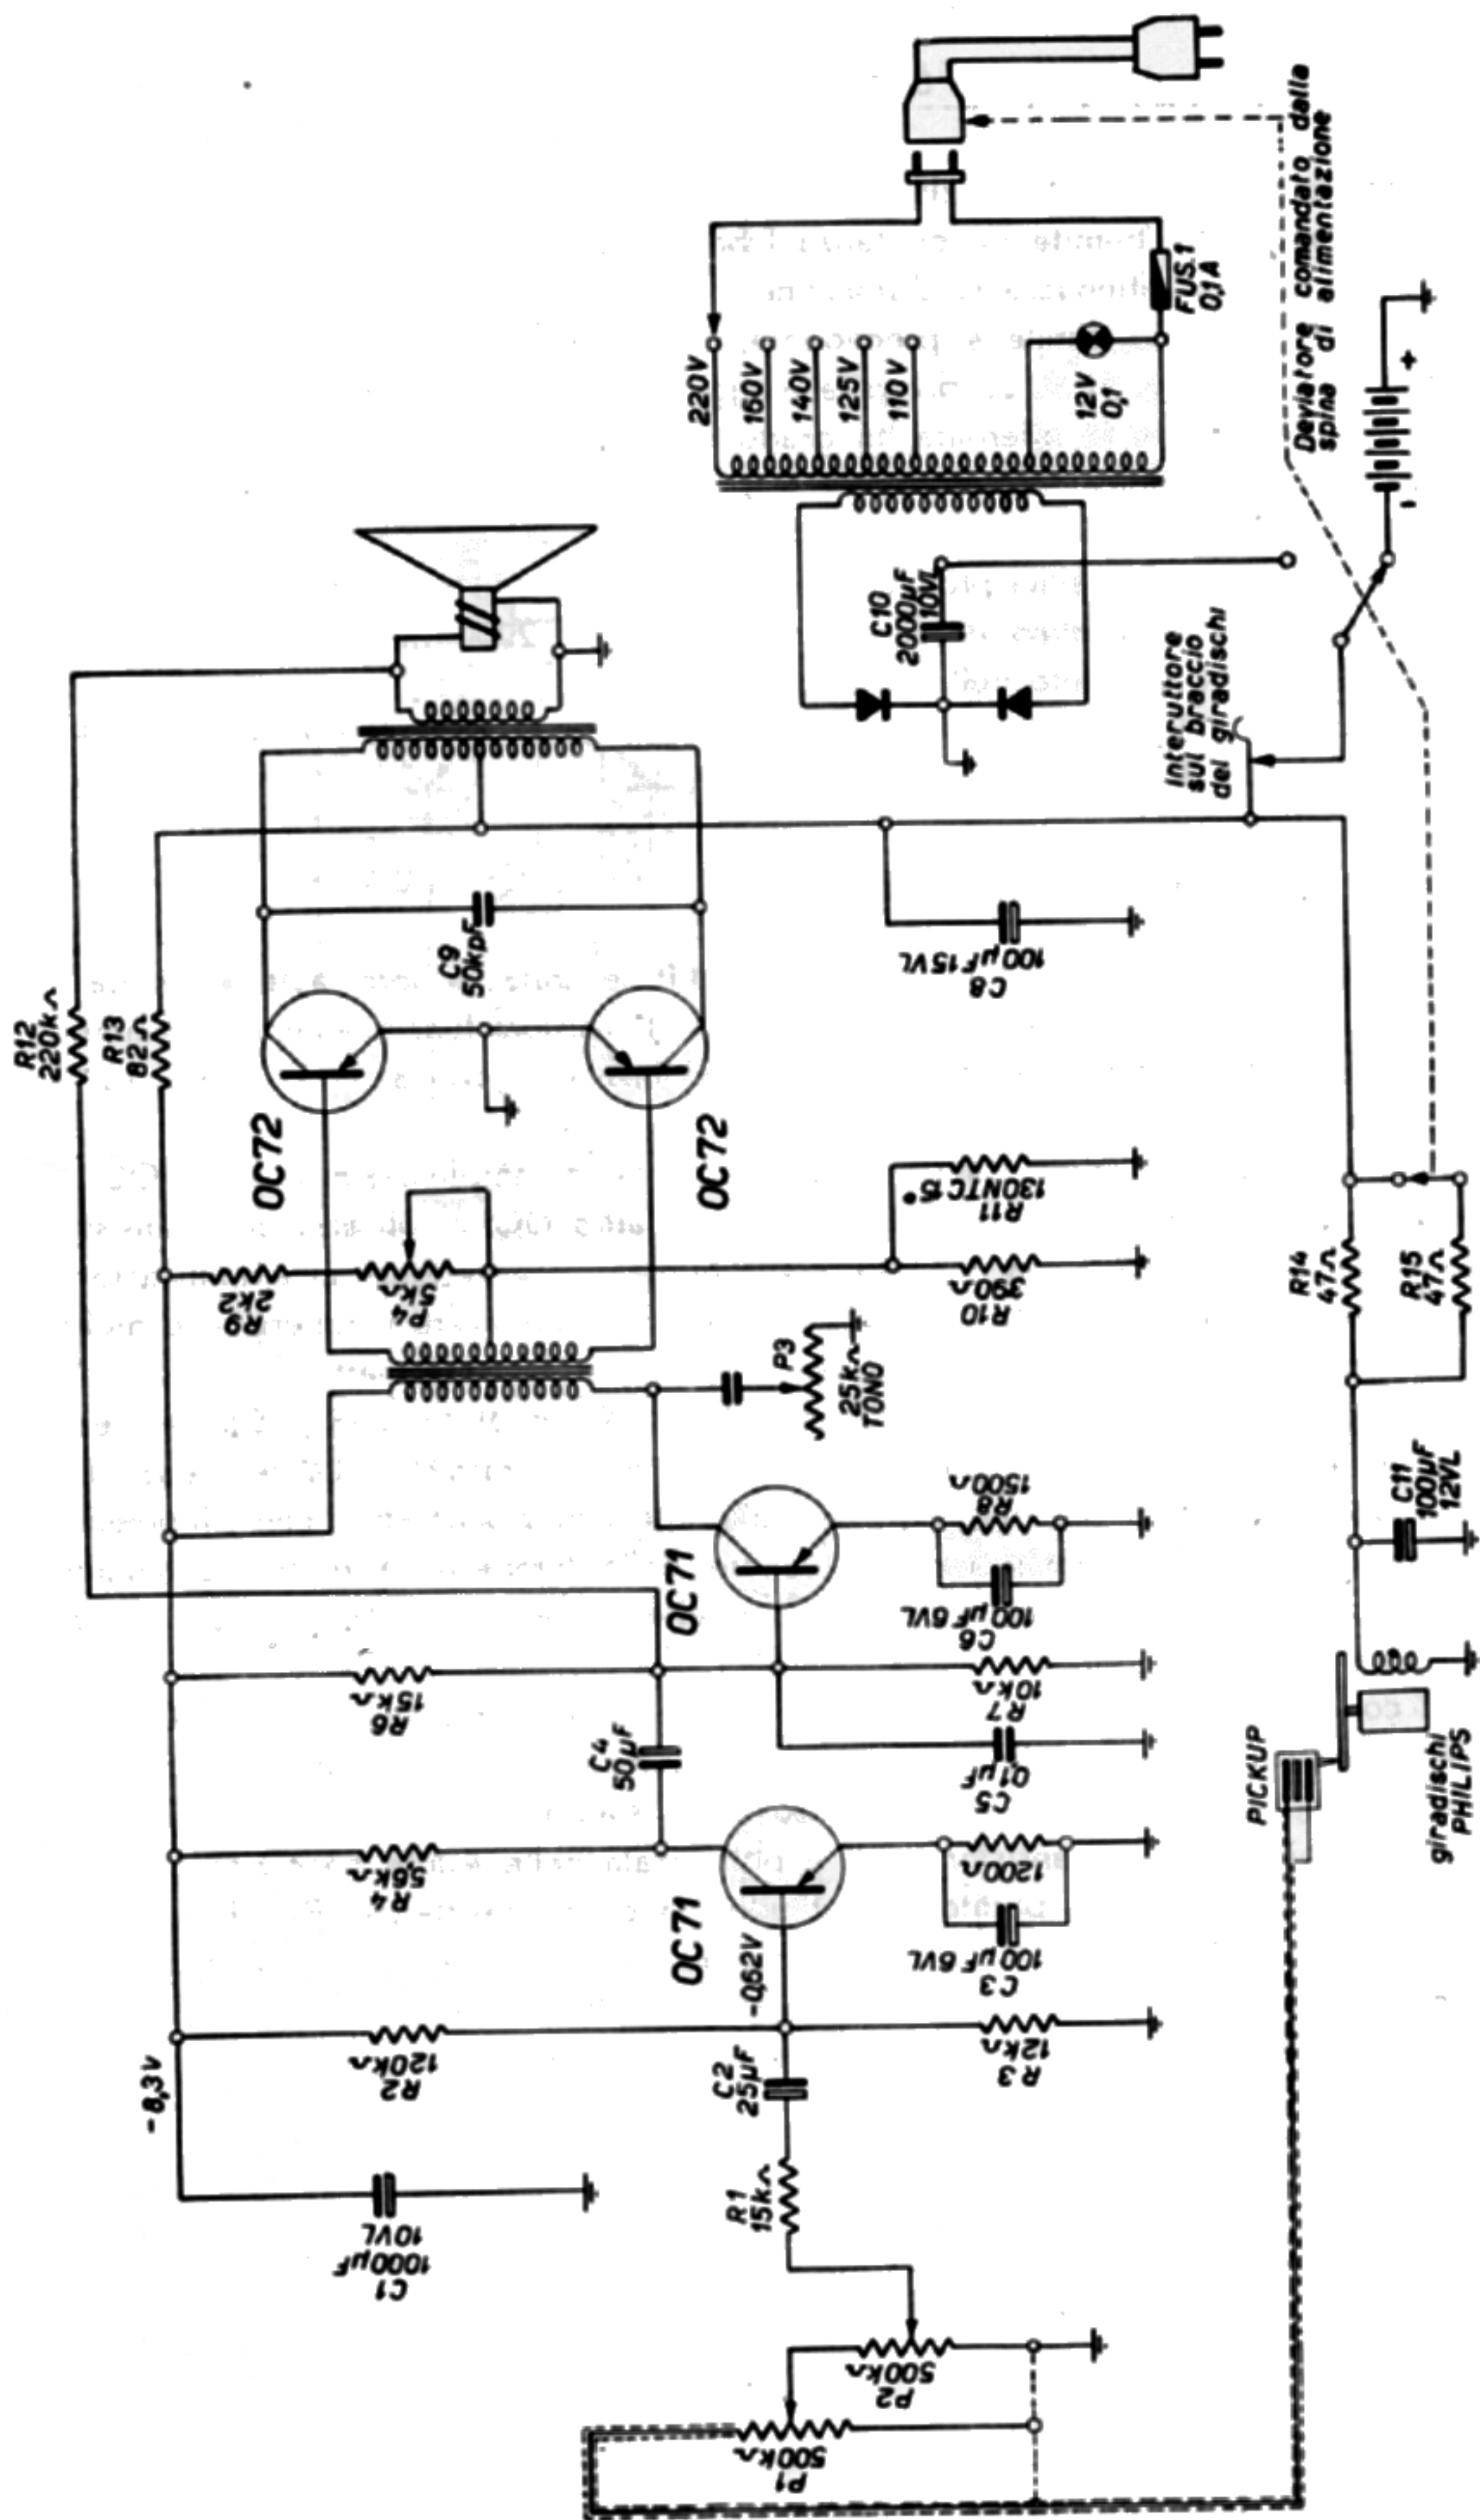 Deviatore comandato dalla
spina di alimentazione
FUS.1
0,1A
220V
160V
140V
125V
110V
12V
0,1
+
-
C10
2000µF
10VL
interuttore
sul braccio
del giradischi
R12
220kΩ
R13
82Ω
C9
50kpF
C8
100µF 15VL
OC72
OC72
R9
2k2
P4
5kΩ
R11
130NTC 15°
R10
390Ω
P3
25kΩ
TONO
R14
47Ω
R15
47Ω
C11
100µF
12VL
OC71
R8
1500Ω
C6
100µF 6VL
R6
15kΩ
R7
10kΩ
C4
50µF
C5
0,1µF
R4
5,6kΩ
OC71
1200Ω
C3
100µF 6VL
-0,62V
-8,3V
R2
120kΩ
C2
25µF
R3
12kΩ
R1
15kΩ
C1
1000µF
10VL
P2
500kΩ
P1
500kΩ
PICKUP
giradischi
PHILIPS